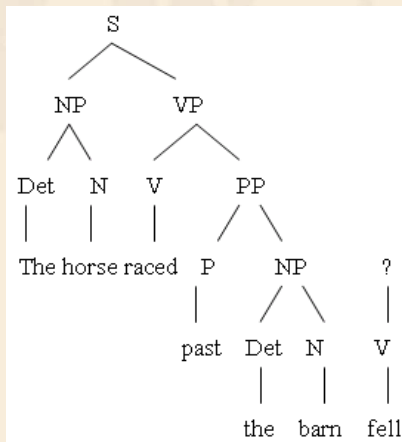 S
NP VP
Det N V PP
The horse raced P NP ?
past Det N V
the barn fell